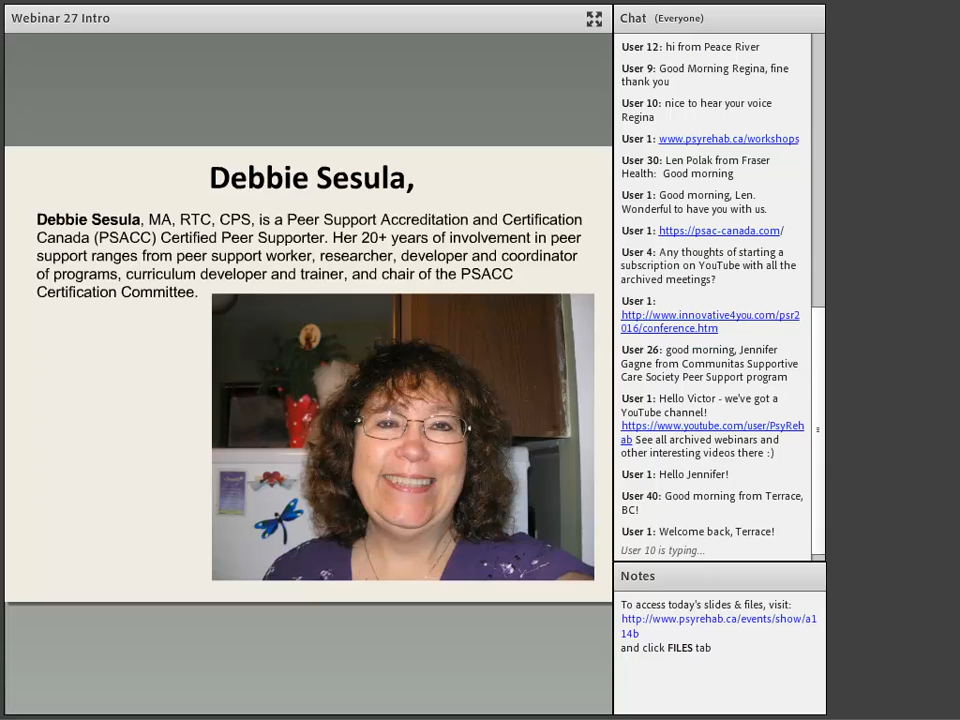 Webinar 27 Intro
Debbie Sesula,
Debbie Sesula, MA, RTC, CPS, is a Peer Support Accreditation and Certification
Canada (PSACC) Certified Peer Supporter. Her 20+ years of involvement in peer
support ranges from peer support worker, researcher, developer and coordinator
of programs, curriculum developer and trainer, and chair of the PSACC
Certification Committee.
Chat (Everyone)
User 12: hi from Peace River
User 9: Good Morning Regina, fine
thank you
User 10: nice to hear your voice
Regina
User 1: www.psyrehab.ca/workshops
User 30: Len Polak from Fraser
Health: Good morning
User 1: Good morning, Len.
Wonderful to have you with us.
User 1: https://psac-canada.com/
User 4: Any thoughts of starting a
subscription on YouTube with all the
archived meetings?
User 1:
http://www.innovative4you.com/psr2
016/conference.htm
User 26: good morning, Jennifer
Gagne from Communitas Supportive
Care Society Peer Support program
User 1: Hello Victor - we've got a
YouTube channel!
https://www.youtube.com/user/PsyReh
ab See all archived webinars and
other interesting videos there :)
User 1: Hello Jennifer!
User 40: Good morning from Terrace,
BC!
User 1: Welcome back, Terrace!
User 10 is typing...
Notes
To access today's slides & files, visit:
http://www.psyrehab.ca/events/show/a1
14b
and click FILES tab